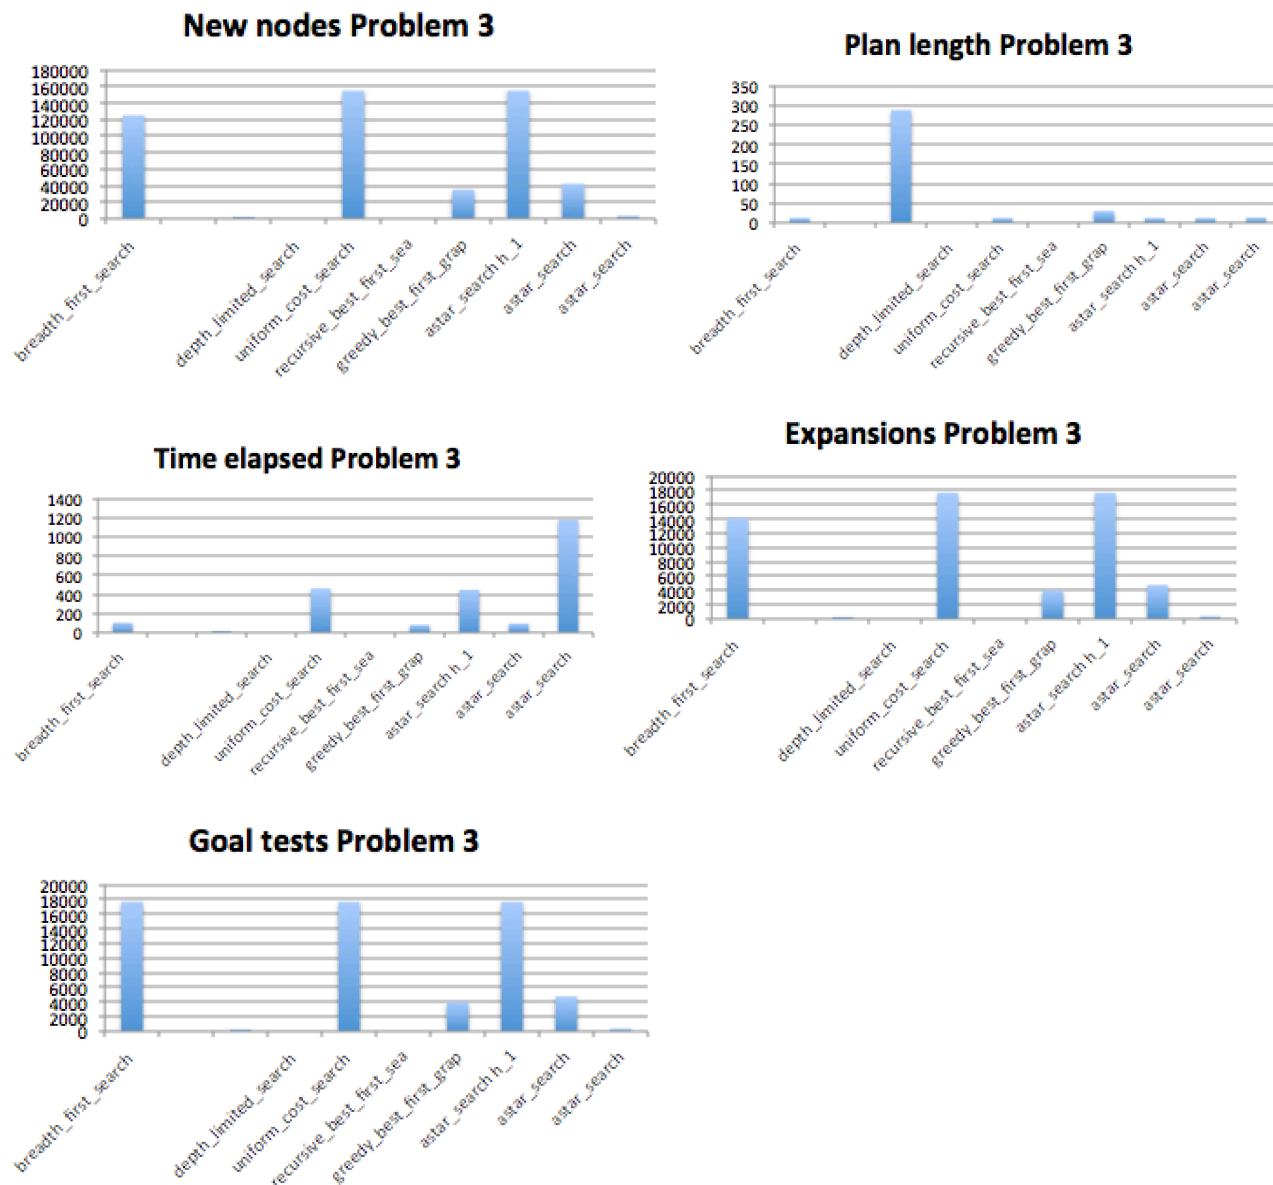 New nodes Problem 3
180000
160000
140000
120000
100000
80000
60000
40000
20000
0
breadth_first_search
depth_limited_search
uniform_cost_search
recursive_best_first_sea
greedy_best_first_grap
astar_search h_1
astar_search
astar_search
Plan length Problem 3
350
300
250
200
150
100
50
0
breadth_first_search
depth_limited_search
uniform_cost_search
recursive_best_first_sea
greedy_best_first_grap
astar_search h_1
astar_search
astar_search
Time elapsed Problem 3
1400
1200
1000
800
600
400
200
0
breadth_first_search
depth_limited_search
uniform_cost_search
recursive_best_first_sea
greedy_best_first_grap
astar_search h_1
astar_search
astar_search
Expansions Problem 3
20000
18000
16000
14000
12000
10000
8000
6000
4000
2000
0
breadth_first_search
depth_limited_search
uniform_cost_search
recursive_best_first_sea
greedy_best_first_grap
astar_search h_1
astar_search
astar_search
Goal tests Problem 3
20000
18000
16000
14000
12000
10000
8000
6000
4000
2000
0
breadth_first_search
depth_limited_search
uniform_cost_search
recursive_best_first_sea
greedy_best_first_grap
astar_search h_1
astar_search
astar_search